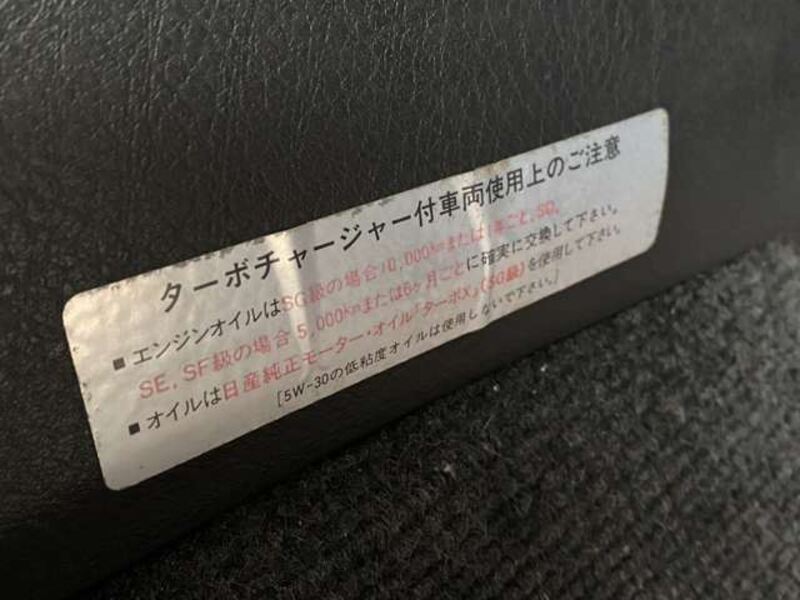 ターボチャージャー付車両使用上のご注意
■エンジンオイルはSG級の場合10,000kmまたは1年ごと,SD,
SE,SF級の場合5,000kmまたは6ヶ月ごとに確実に交換して下さい。
■オイルは日産純正モーター・オイル「ターボX」(SG級)を使用して下さい。
[5W-30の低粘度オイルは使用しないで下さい。]